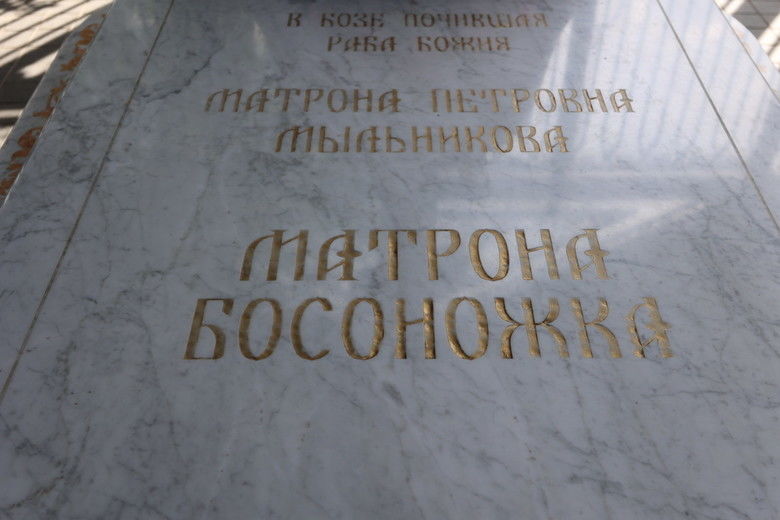 В БОЗЕ ПОЧИВШАЯ
РАБА БОЖИЯ
МАТРОНА ПЕТРОВНА
МЫЛЬНИКОВА
МАТРОНА
БОСОНОЖКА